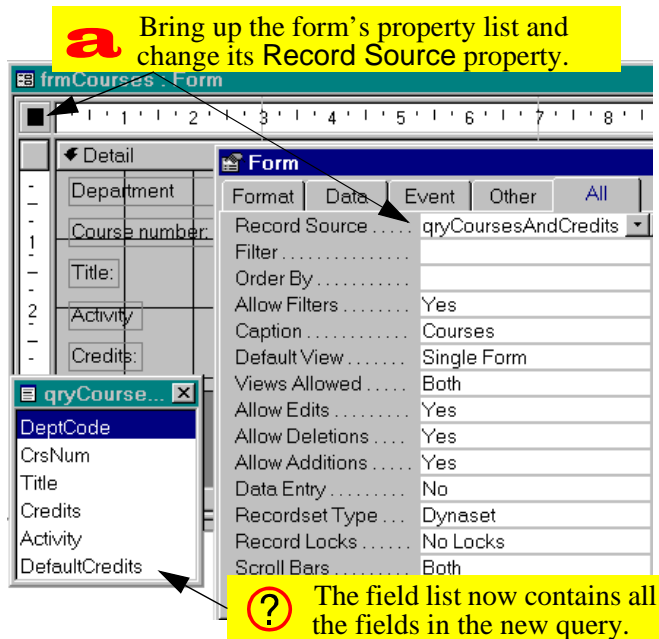 a Bring up the form's property list and
change its Record Source property.
frmCourses : Form
1 2 3 4 5 6 7 8
Detail
Department
Course number:
Title:
Activity
Credits:
1
2
Form
Format Data Event Other All
Record Source ..... qryCoursesAndCredits
Filter ................
Order By ...........
Allow Filters ........ Yes
Caption ............ Courses
Default View ....... Single Form
Views Allowed ..... Both
Allow Edits ......... Yes
Allow Deletions .... Yes
Allow Additions ..... Yes
Data Entry ......... No
Recordset Type ... Dynaset
Record Locks ...... No Locks
Scroll Bars ......... Both
qryCourse...
DeptCode
CrsNum
Title
Credits
Activity
DefaultCredits
? The field list now contains all
the fields in the new query.